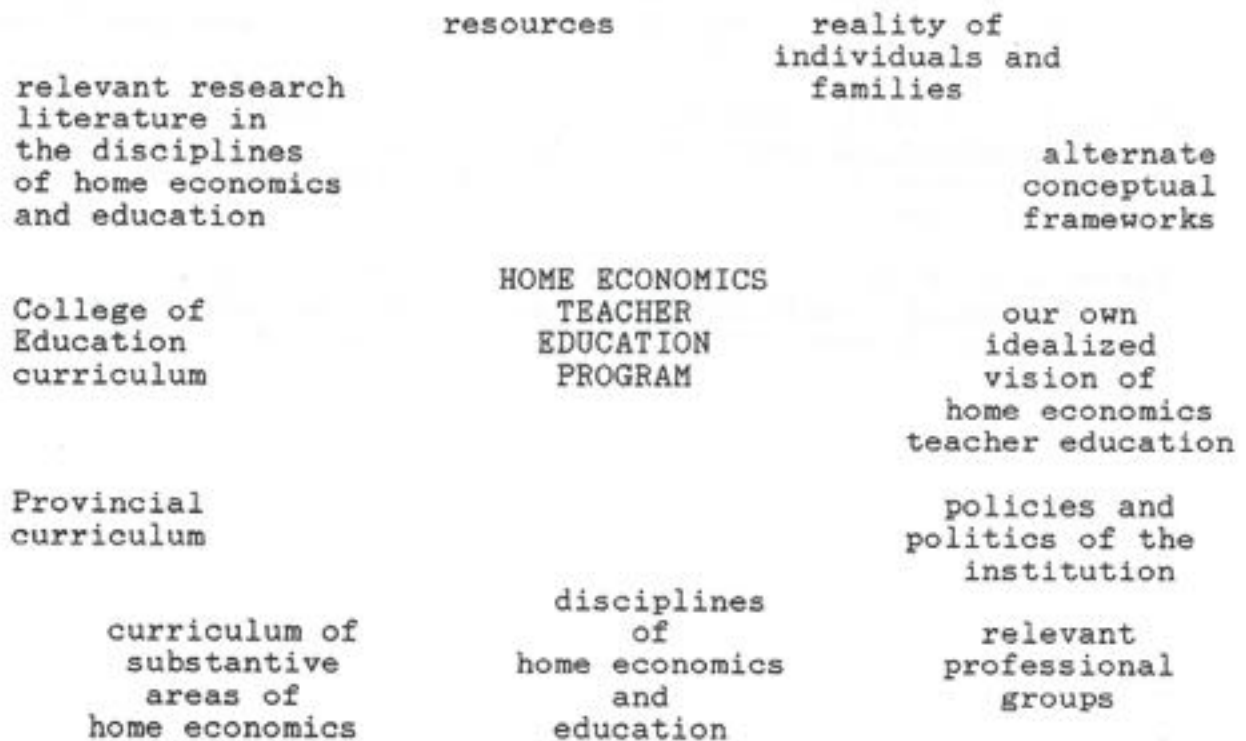 resources
reality of
individuals and
families
relevant research
literature in
the disciplines
of home economics
and education
alternate
conceptual
frameworks
HOME ECONOMICS
TEACHER
EDUCATION
PROGRAM
College of
Education
curriculum
our own
idealized
vision of
home economics
teacher education
Provincial
curriculum
policies and
politics of the
institution
curriculum of
substantive
areas of
home economics
disciplines
of
home economics
and
education
relevant
professional
groups